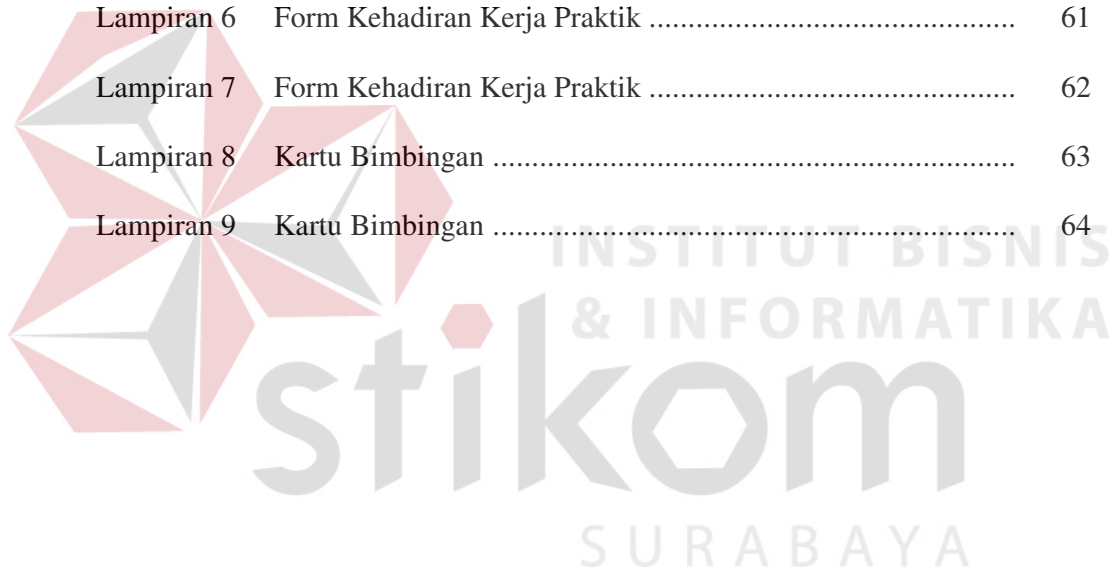 Lampiran 6 Form Kehadiran Kerja Praktik ............................................... 61
Lampiran 7 Form Kehadiran Kerja Praktik ............................................... 62
Lampiran 8 Kartu Bimbingan ................................................................... 63
Lampiran 9 Kartu Bimbingan ................................................................... 64
INSTITUT BISNIS
& INFORMATIKA
stikom
SURABAYA